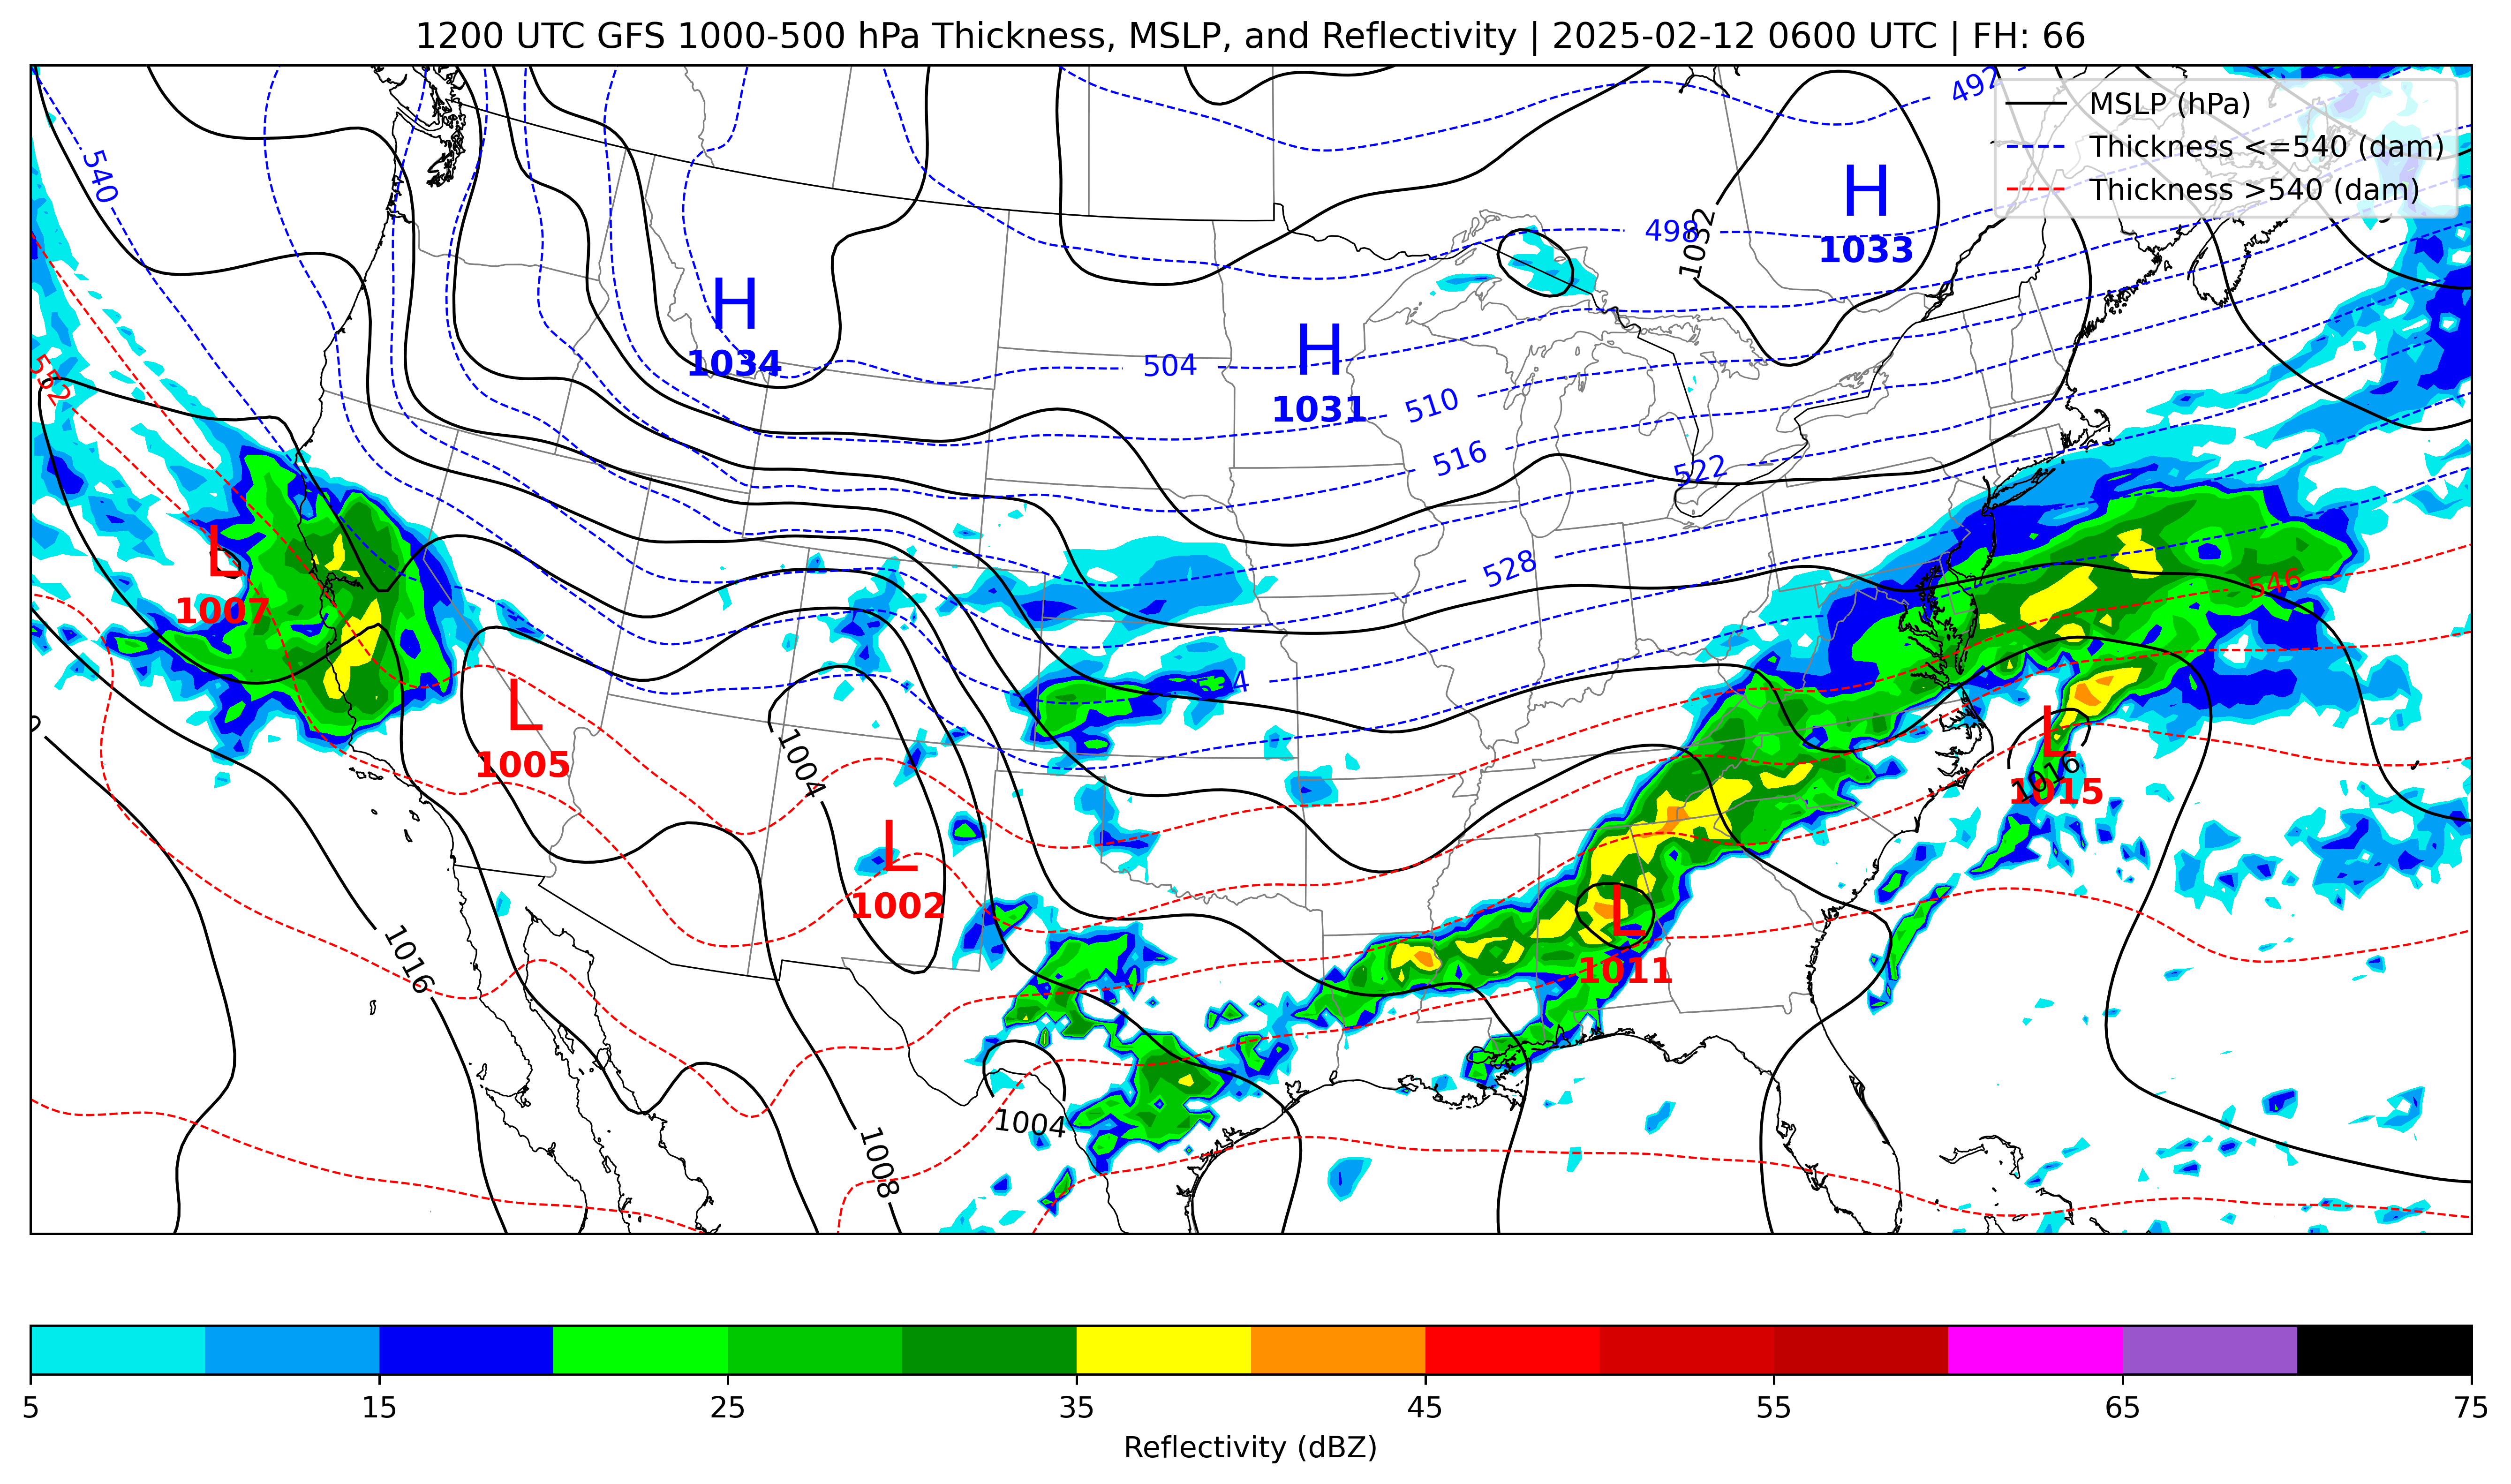 1200 UTC GFS 1000-500 hPa Thickness, MSLP, and Reflectivity | 2025-02-12 0600 UTC | FH: 66
492
MSLP (hPa)
Thickness <=540 (dam)
Thickness >540 (dam)
540
H
1033
498
1032
H
1034
H
1031
504
552
510
516
522
L
1007
528
546
L
1005
L
1015
1016
1004
L
1002
L
1011
1016
1004
1008
5
15
25
35
45
55
65
75
Reflectivity (dBZ)